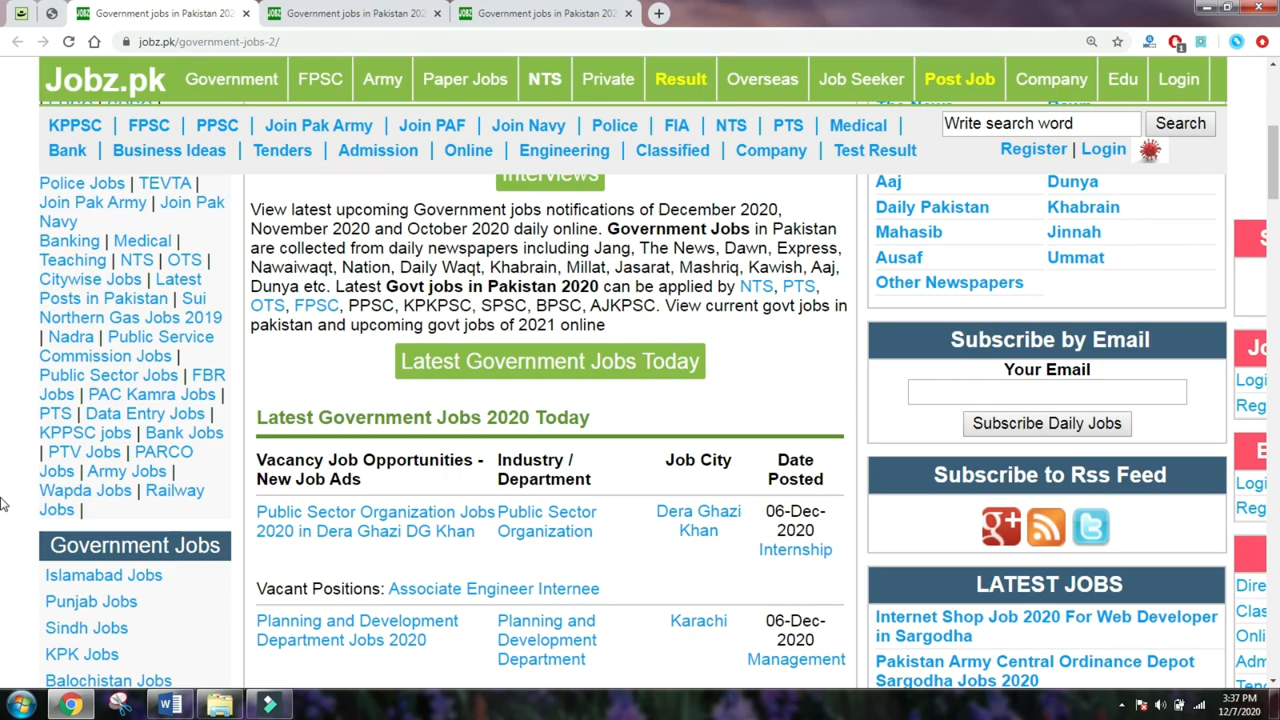 Government jobs in Pakistan 202
Government jobs in Pakistan 202
Government jobs in Pakistan 202
jobz.pk/government-jobs-2/
Jobz.pk Government FPSC Army Paper Jobs NTS Private Result Overseas Job Seeker Post Job Company Edu Login
KPPSC | FPSC | PPSC | Join Pak Army | Join PAF | Join Navy | Police | FIA | NTS | PTS | Medical |
Bank | Business Ideas | Tenders | Admission | Online | Engineering | Classified | Company | Test Result
Write search word Search
Register | Login
Police Jobs | TEVTA |
Join Pak Army | Join Pak
Navy
Banking | Medical |
Teaching | NTS | OTS |
Citywise Jobs | Latest
Posts in Pakistan | Sui
Northern Gas Jobs 2019
| Nadra | Public Service
Commission Jobs |
Public Sector Jobs | FBR
Jobs | PAC Kamra Jobs |
PTS | Data Entry Jobs |
KPPSC jobs | Bank Jobs
| PTV Jobs | PARCO
Jobs | Army Jobs |
Wapda Jobs | Railway
Jobs |
Government Jobs
Islamabad Jobs
Punjab Jobs
Sindh Jobs
KPK Jobs
Balochistan Jobs
Interviews
View latest upcoming Government jobs notifications of December 2020,
November 2020 and October 2020 daily online. Government Jobs in Pakistan
are collected from daily newspapers including Jang, The News, Dawn, Express,
Nawaiwaqt, Nation, Daily Waqt, Khabrain, Millat, Jasarat, Mashriq, Kawish, Aaj,
Dunya etc. Latest Govt jobs in Pakistan 2020 can be applied by NTS, PTS,
OTS, FPSC, PPSC, KPKPSC, SPSC, BPSC, AJKPSC. View current govt jobs in
pakistan and upcoming govt jobs of 2021 online
Latest Government Jobs Today
Latest Government Jobs 2020 Today
Vacancy Job Opportunities -
New Job Ads
Industry /
Department
Job City
Date
Posted
Public Sector Organization Jobs
2020 in Dera Ghazi DG Khan
Public Sector
Organization
Dera Ghazi
Khan
06-Dec-
2020
Internship
Vacant Positions: Associate Engineer Internee
Planning and Development
Department Jobs 2020
Planning and
Development
Department
Karachi
06-Dec-
2020
Management
Aaj Dunya
Daily Pakistan Khabrain
Mahasib Jinnah
Ausaf Ummat
Other Newspapers
Subscribe by Email
Your Email
Subscribe Daily Jobs
Subscribe to Rss Feed
LATEST JOBS
Internet Shop Job 2020 For Web Developer
in Sargodha
Pakistan Army Central Ordinance Depot
Sargodha Jobs 2020
3:37 PM
12/7/2020